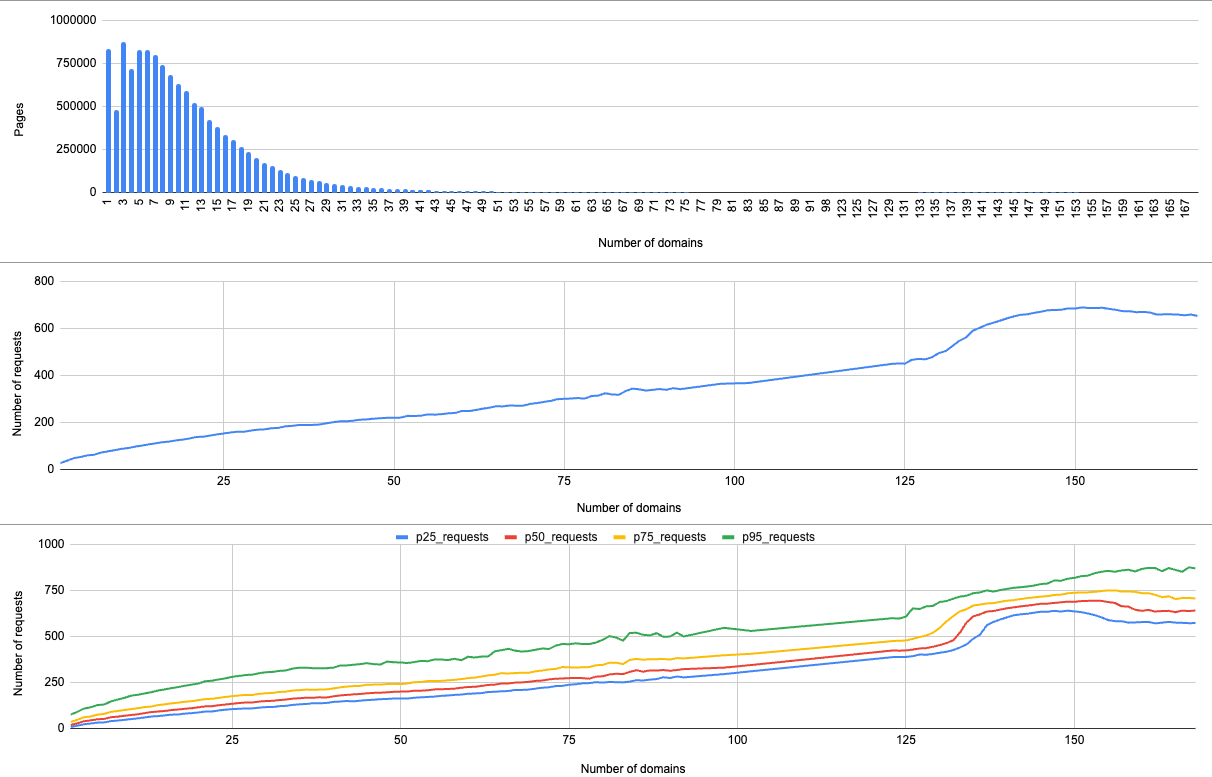 1000000
750000
500000
250000
0
Pages
1 3 5 7 9 11 13 15 17 19 21 23 25 27 29 31 33 35 37 39 41 43 45 47 49 51 53 55 57 59 61 63 65 67 69 71 73 75 77 79 81 83 85 87 89 91 98 123 125 127 129 131 133 135 137 139 141 143 145 147 149 151 153 155 157 159 161 163 165 167
Number of domains
800
600
400
200
0
Number of requests
25 50 75 100 125 150
Number of domains
p25_requests p50_requests p75_requests p95_requests
1000
750
500
250
0
Number of requests
25 50 75 100 125 150
Number of domains